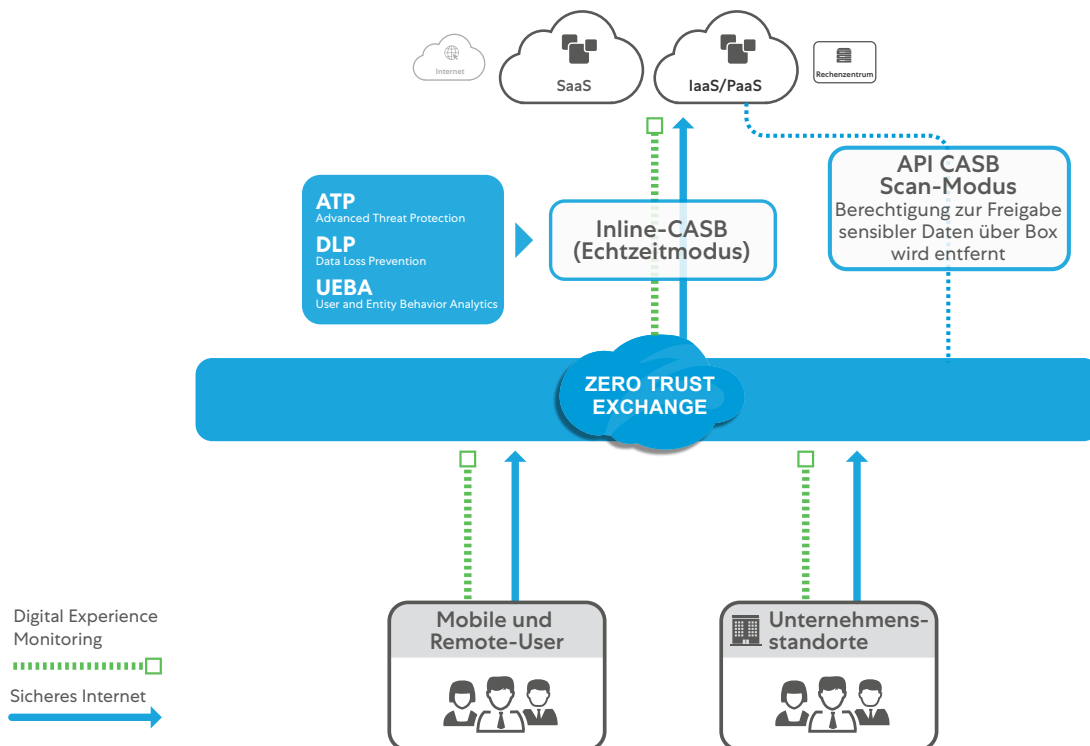 Internet
SaaS
IaaS/PaaS
Rechenzentrum
API CASB
Scan-Modus
Berechtigung zur Freigabe
sensibler Daten über Box
wird entfernt
ATP
Advanced Threat Protection
DLP
Data Loss Prevention
UEBA
User and Entity Behavior Analytics
Inline-CASB
(Echtzeitmodus)
ZERO TRUST
EXCHANGE
Mobile und
Remote-User
Unternehmens-
standorte
Digital Experience
Monitoring
Sicheres Internet